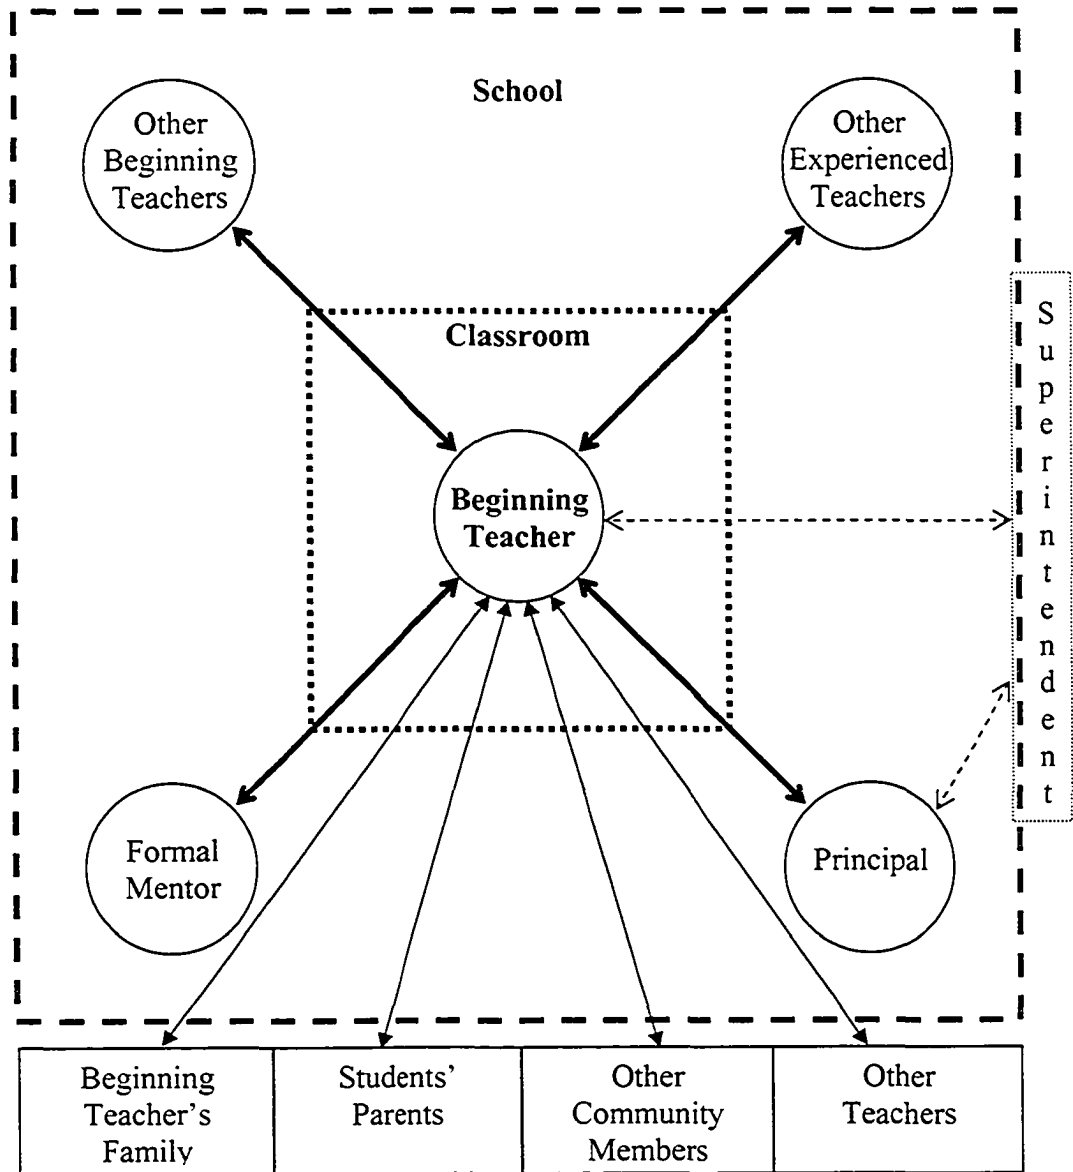 School
Other
Beginning
Teachers
Other
Experienced
Teachers
Classroom
Beginning
Teacher
Superintendent
Formal
Mentor
Principal
Beginning
Teacher's
Family
Students'
Parents
Other
Community
Members
Other
Teachers